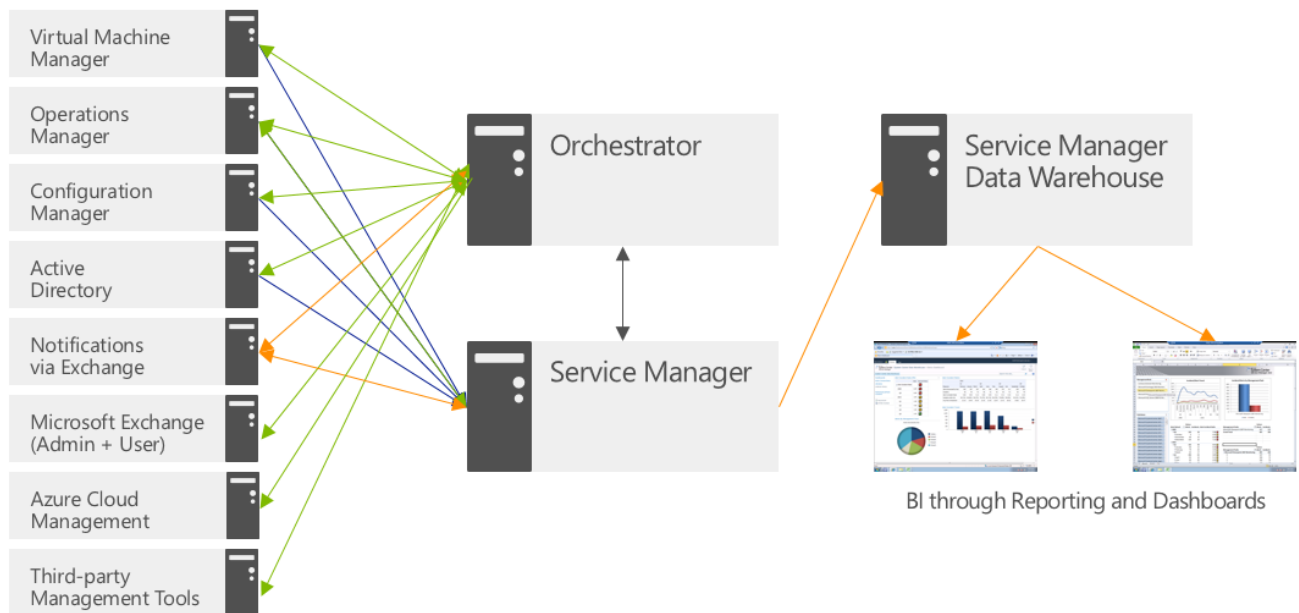 Virtual Machine
Manager
Operations
Manager
Configuration
Manager
Active
Directory
Notifications
via Exchange
Microsoft Exchange
(Admin + User)
Azure Cloud
Management
Third-party
Management Tools
Orchestrator
Service Manager
Service Manager
Data Warehouse
BI through Reporting and Dashboards